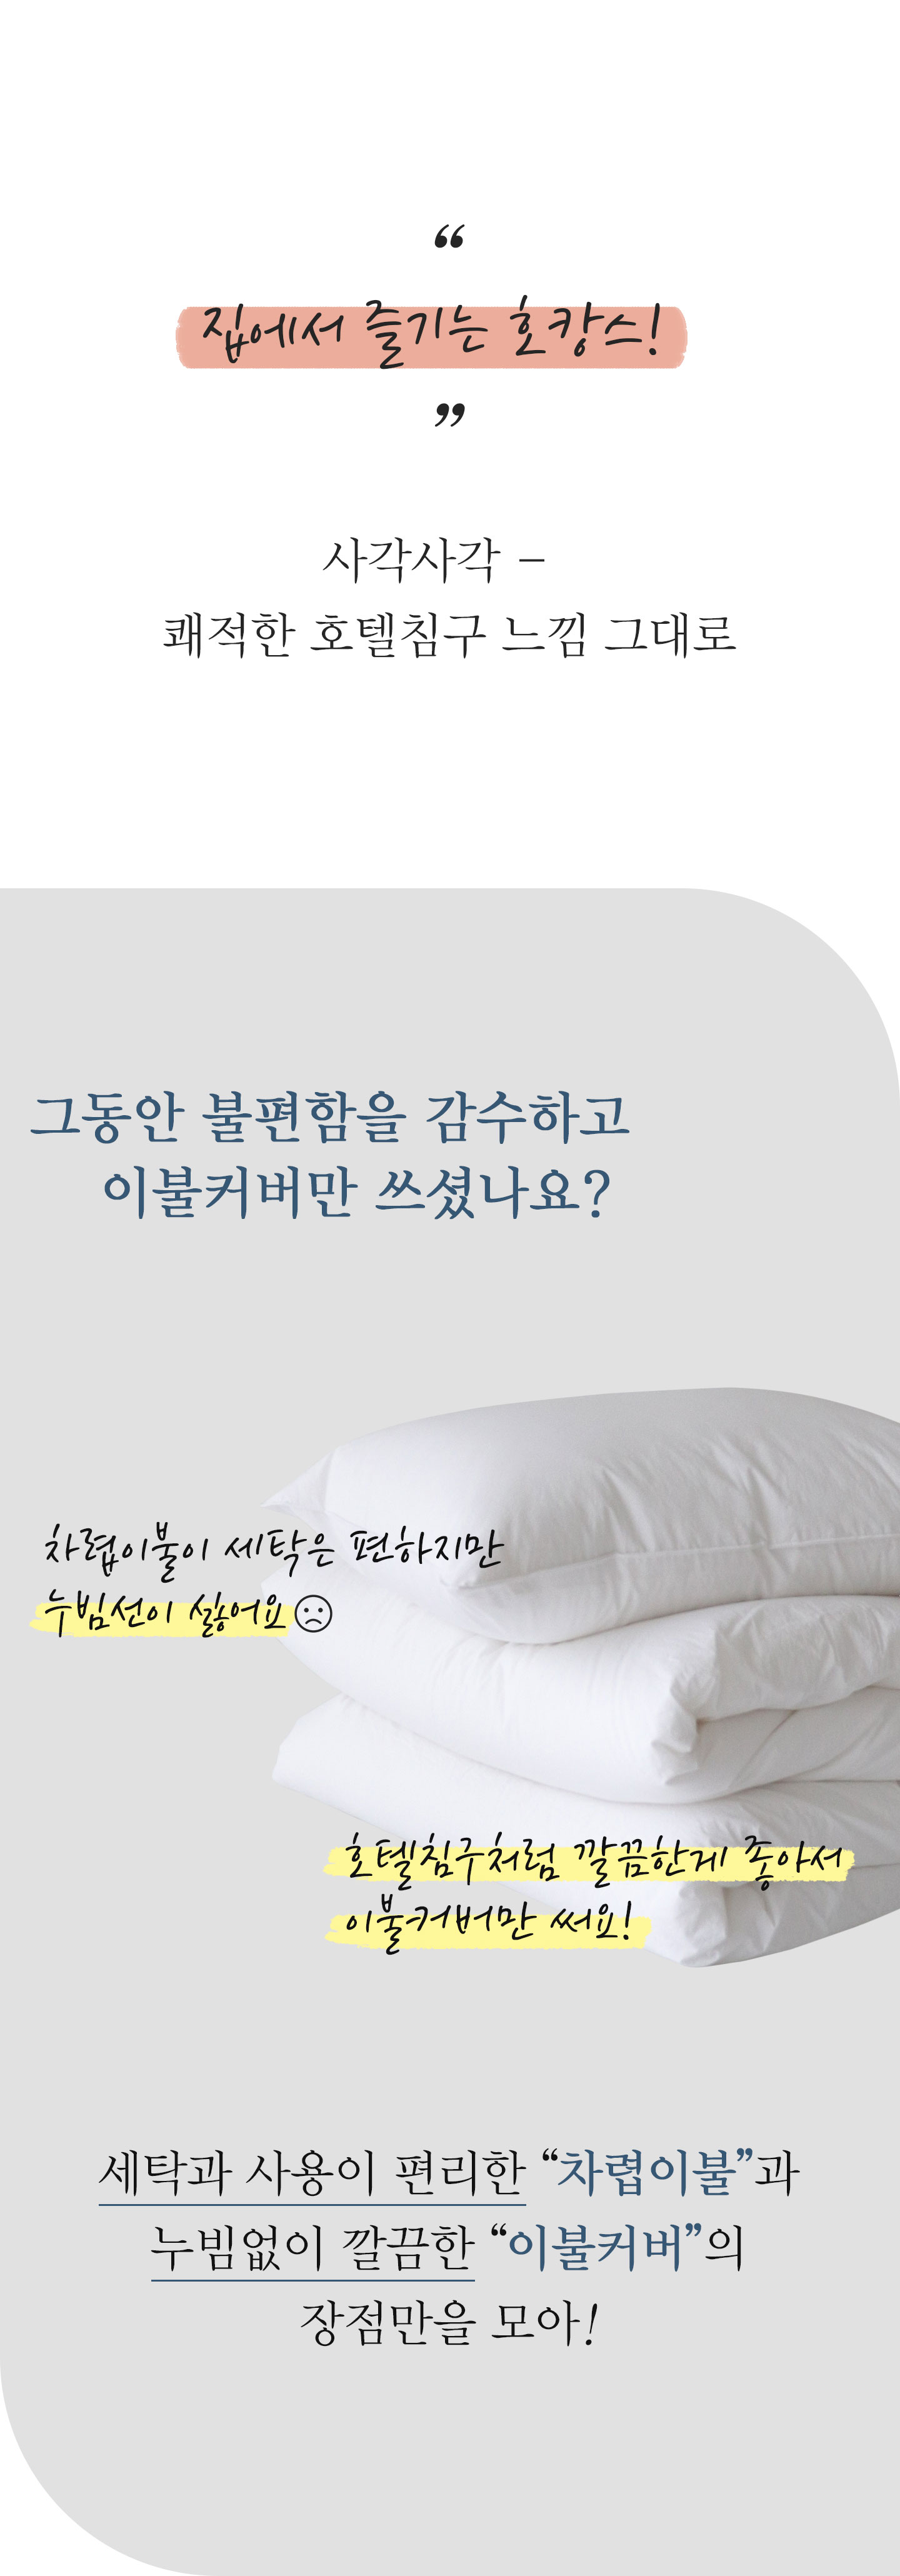 “
집에서 즐기는 호캉스!
”
사각사각 –
쾌적한 호텔침구 느낌 그대로
그동안 불편함을 감수하고
이불커버만 쓰셨나요?
차렵이불이 세탁은 편하지만
누빔선이 싫어요☹
호텔침구처럼 깔끔한게 좋아서
이불커버만 써요!
세탁과 사용이 편리한 “차렵이불”과
누빔없이 깔끔한 “이불커버”의
장점만을 모아!